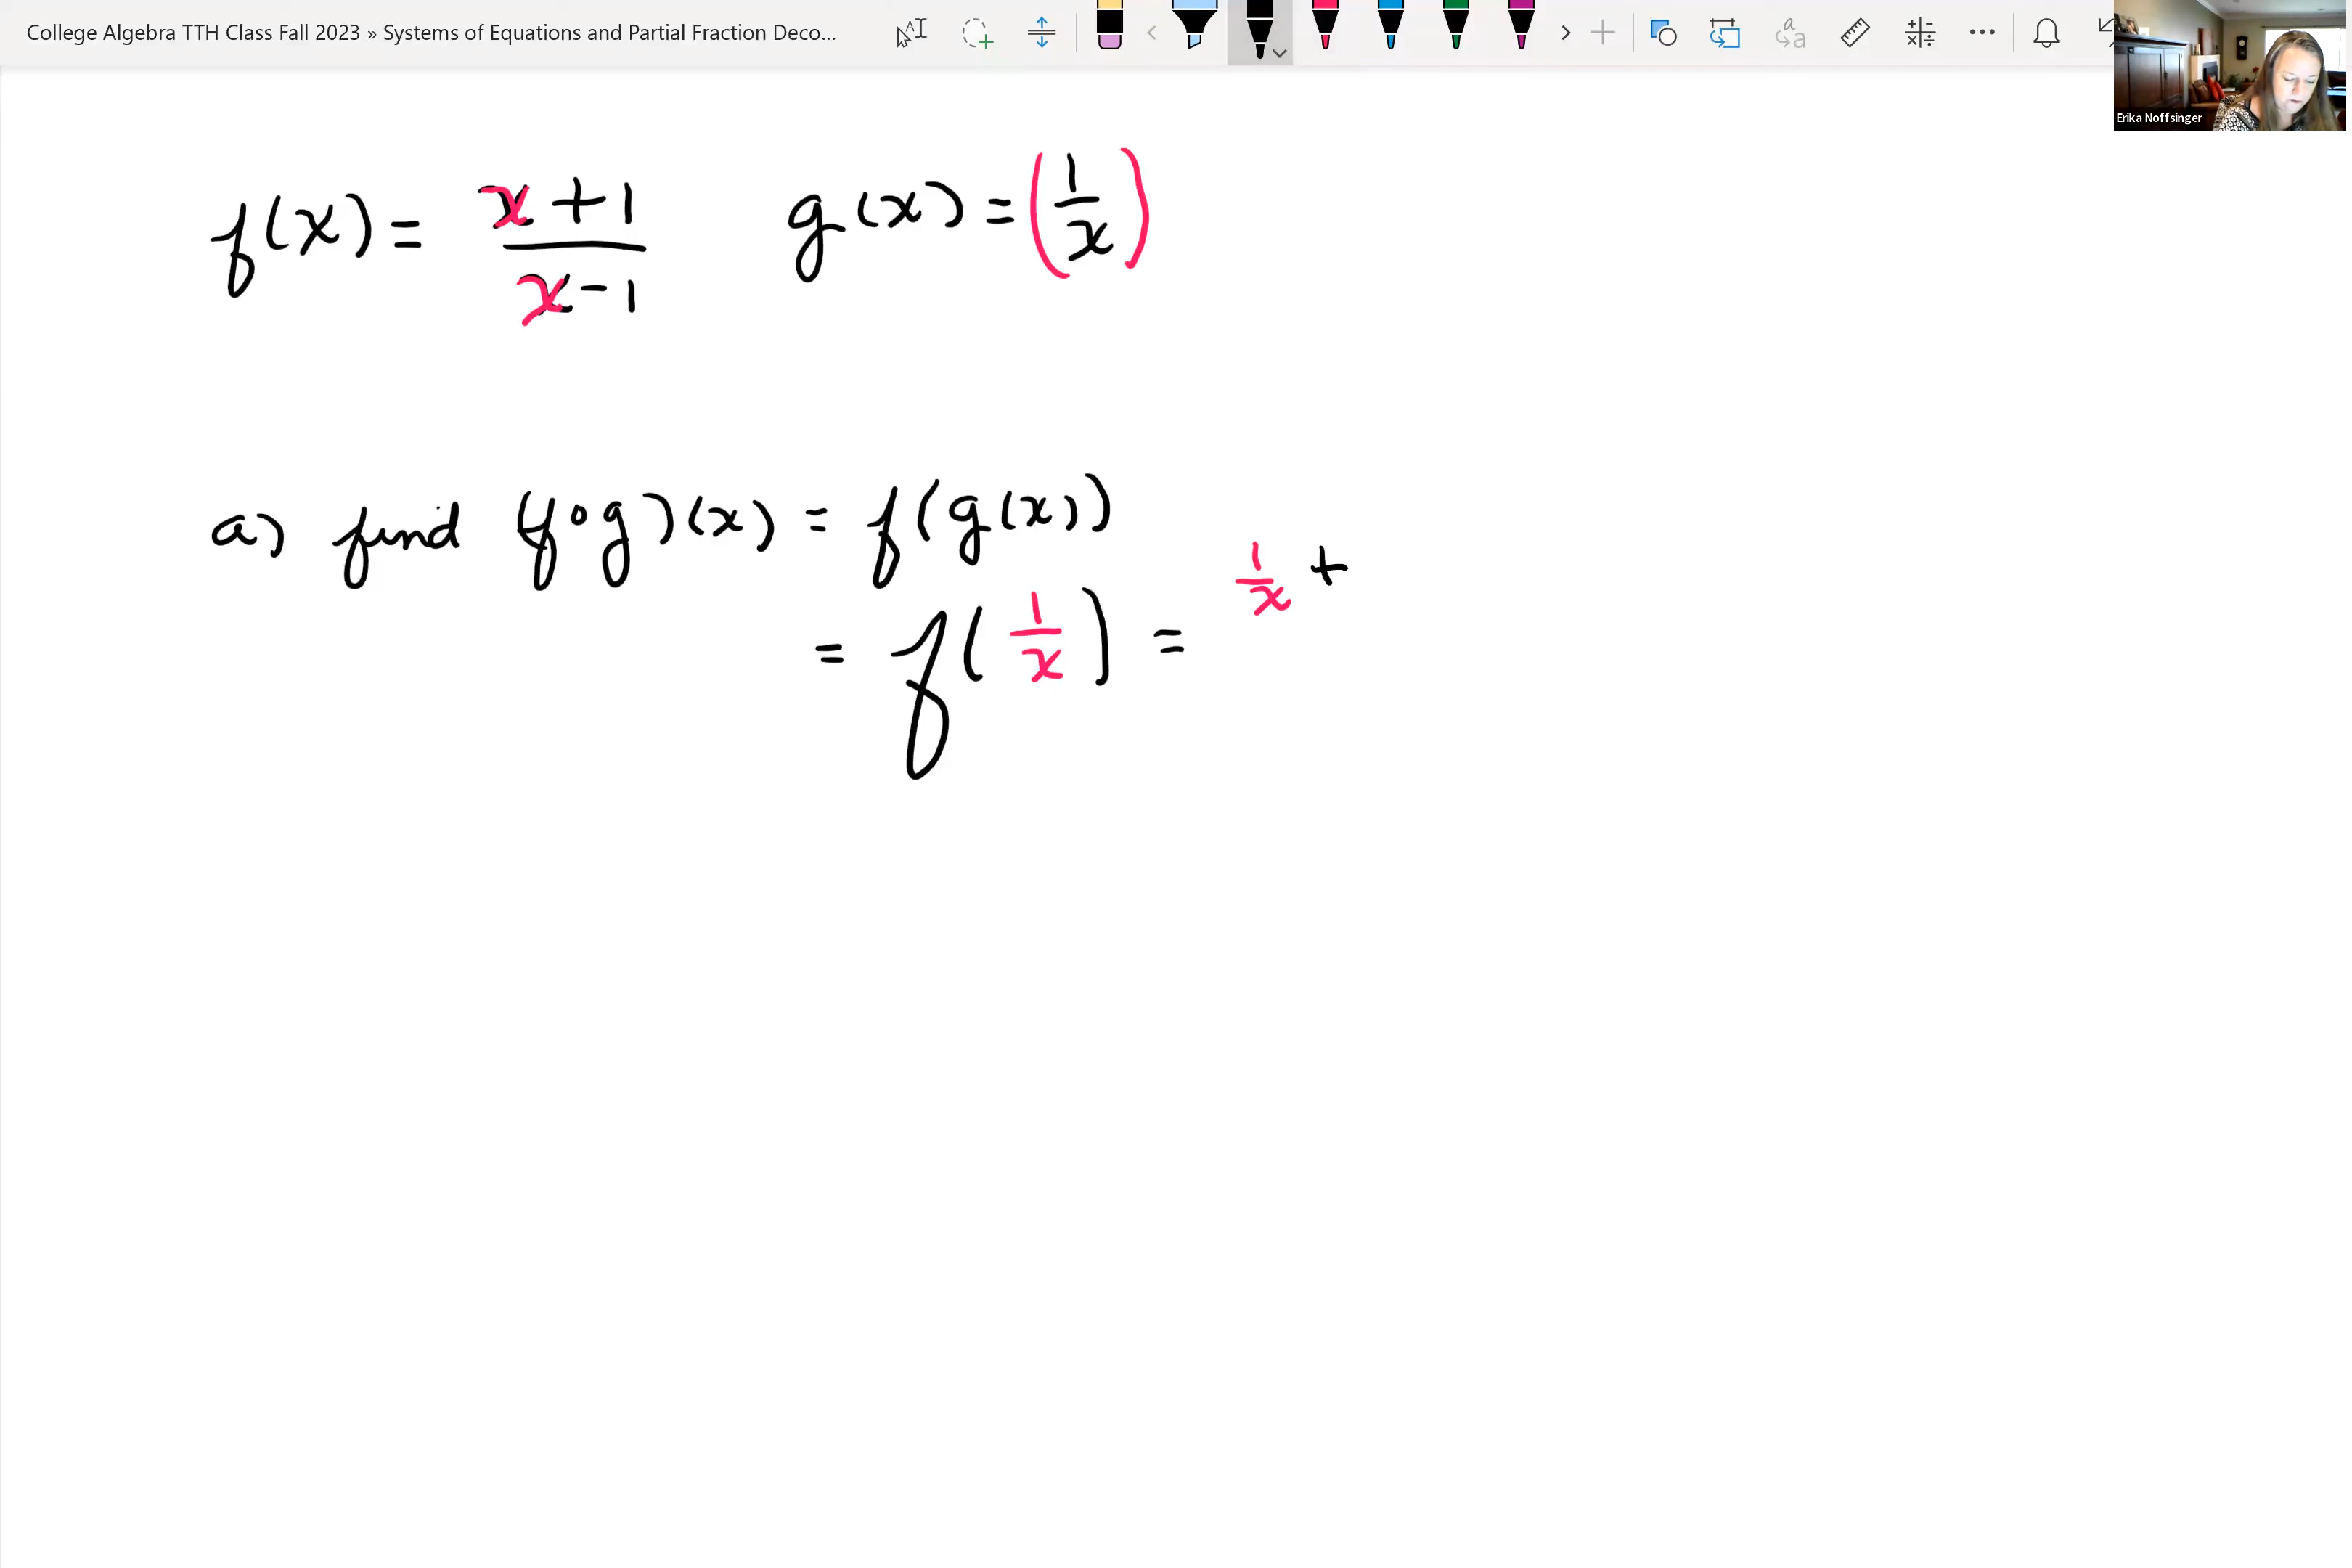 College Algebra TTH Class Fall 2023 » Systems of Equations and Partial Fraction Deco...
Erika Noffsinger
f(x) = (x+1)/(x-1) g(x) = (1/x)
a) find (f∘g)(x) = f(g(x))
= f(1/x) = 1/x +